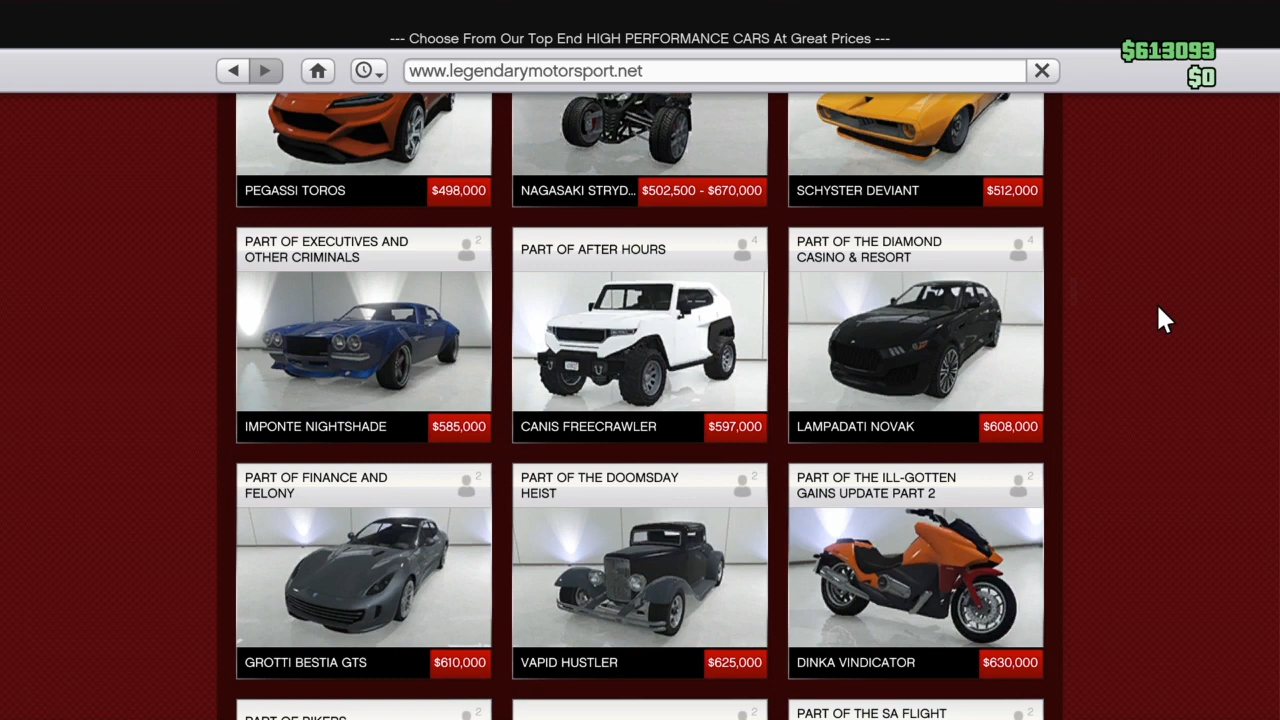 --- Choose From Our Top End HIGH PERFORMANCE CARS At Great Prices ---
$613093
www.legendarymotorsport.net
$0
PEGASSI TOROS $498,000
NAGASAKI STRYD... $502,500 - $670,000
SCHYSTER DEVIANT $512,000
PART OF EXECUTIVES AND
OTHER CRIMINALS
2
PART OF AFTER HOURS
4
PART OF THE DIAMOND
CASINO & RESORT
4
IMPONTE NIGHTSHADE $585,000
CANIS FREECRAWLER $597,000
LAMPADATI NOVAK $608,000
PART OF FINANCE AND
FELONY
2
PART OF THE DOOMSDAY
HEIST
2
PART OF THE ILL-GOTTEN
GAINS UPDATE PART 2
2
GROTTI BESTIA GTS $610,000
VAPID HUSTLER $625,000
DINKA VINDICATOR $630,000
PART OF BIKERS
2
2
PART OF THE SA FLIGHT
2